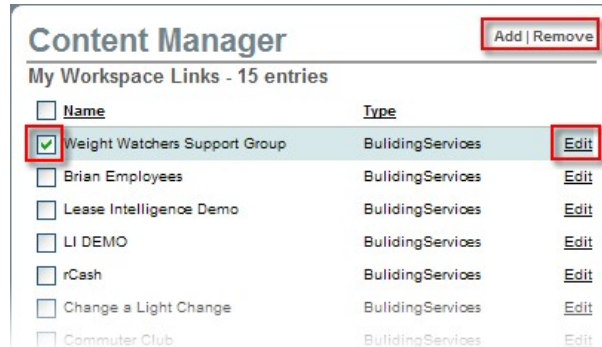 Content Manager
Add | Remove
My Workspace Links - 15 entries
Name Type
Weight Watchers Support Group BulidingServices Edit
Brian Employees BulidingServices Edit
Lease Intelligence Demo BulidingServices Edit
LI DEMO BulidingServices Edit
rCash BulidingServices Edit
Change a Light Change BulidingServices Edit
Commuter Club BulidingServices Edit